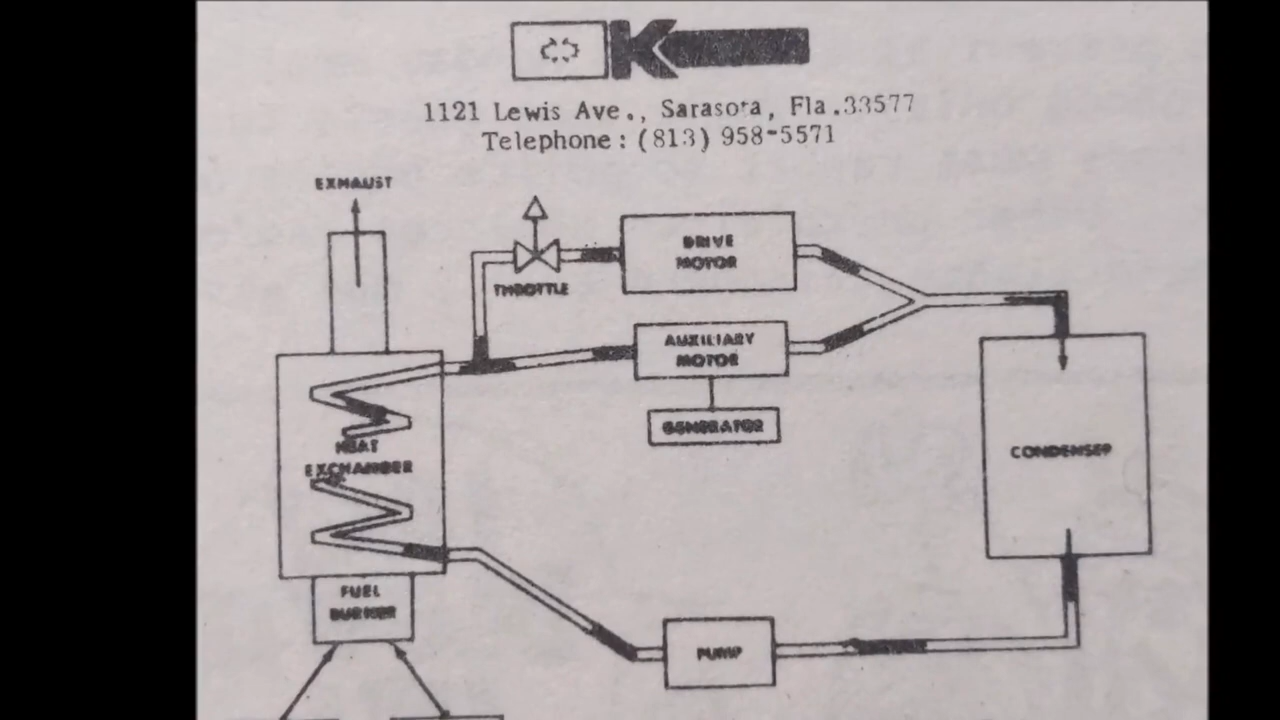 K
1121 Lewis Ave., Sarasota, Fla.33577
Telephone: (813) 958-5571
EXHAUST
THROTTLE
DRIVE
MOTOR
AUXILIARY
MOTOR
GENERATOR
HEAT
EXCHANGER
CONDENSER
FUEL
BURNER
PUMP